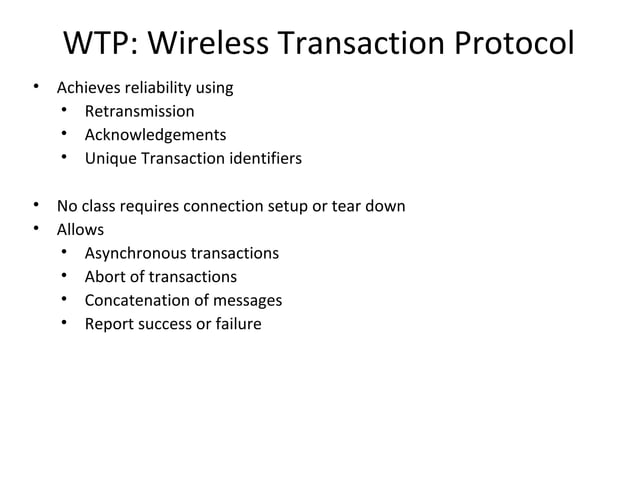 WTP: Wireless Transaction Protocol
• Achieves reliability using
• Retransmission
• Acknowledgements
• Unique Transaction identifiers
• No class requires connection setup or tear down
• Allows
• Asynchronous transactions
• Abort of transactions
• Concatenation of messages
• Report success or failure